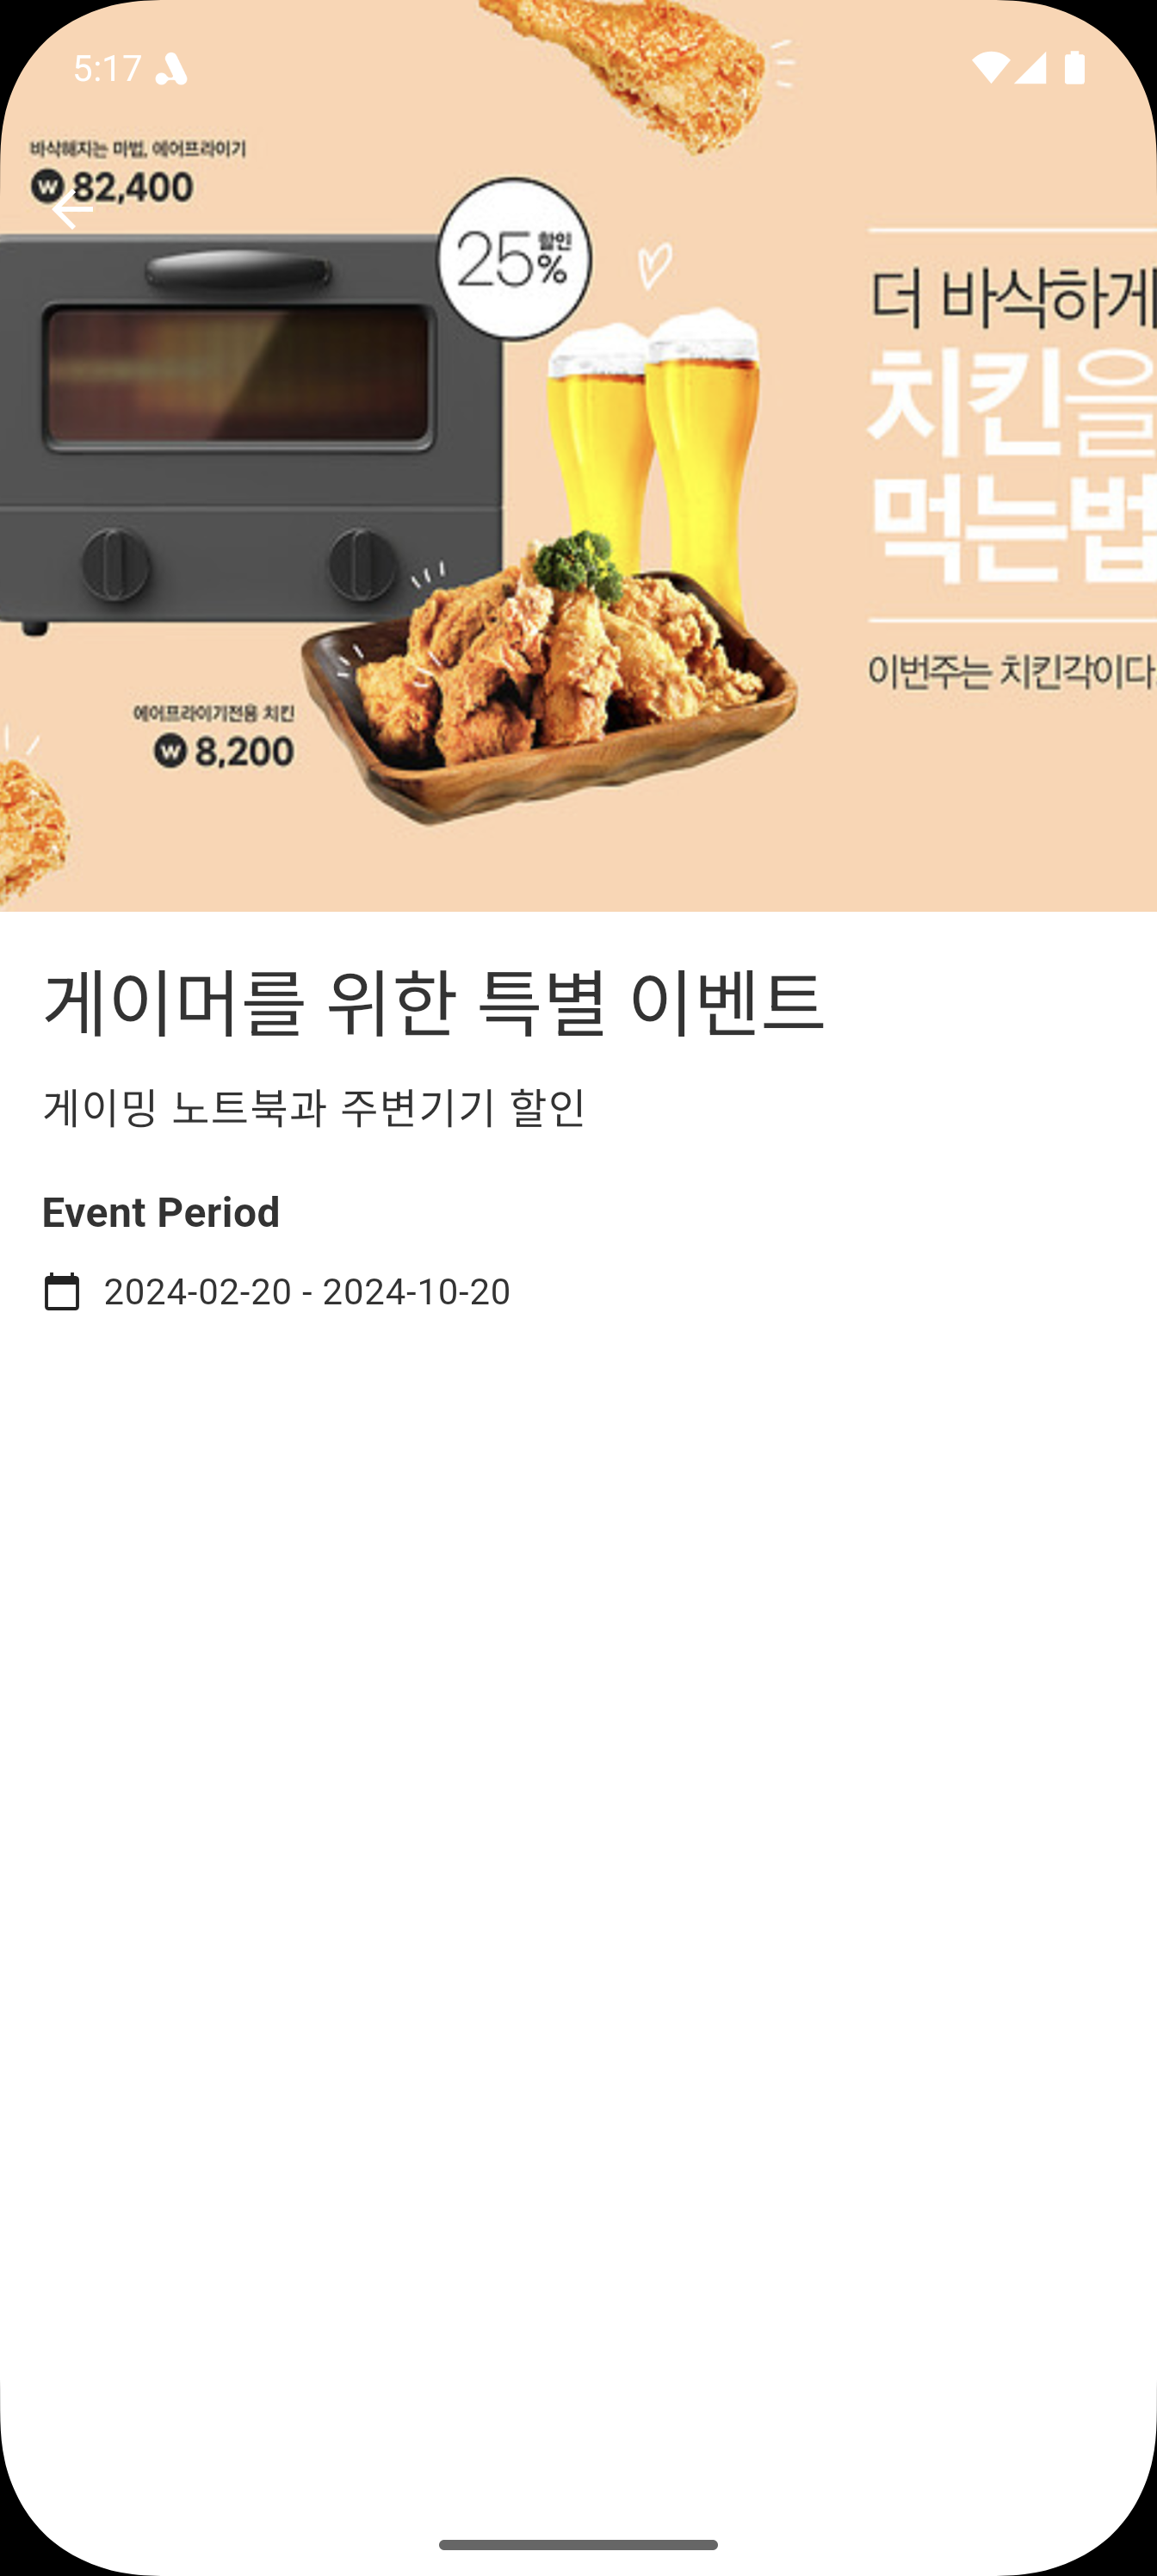 5:17
바삭해지는 마법, 에어프라이기
₩ 82,400
25% 할인
더 바삭하게
치킨을
먹는법
이번주는 치킨각이다
에어프라이기전용 치킨
₩ 8,200
게이머를 위한 특별 이벤트
게이밍 노트북과 주변기기 할인
Event Period
2024-02-20 - 2024-10-20